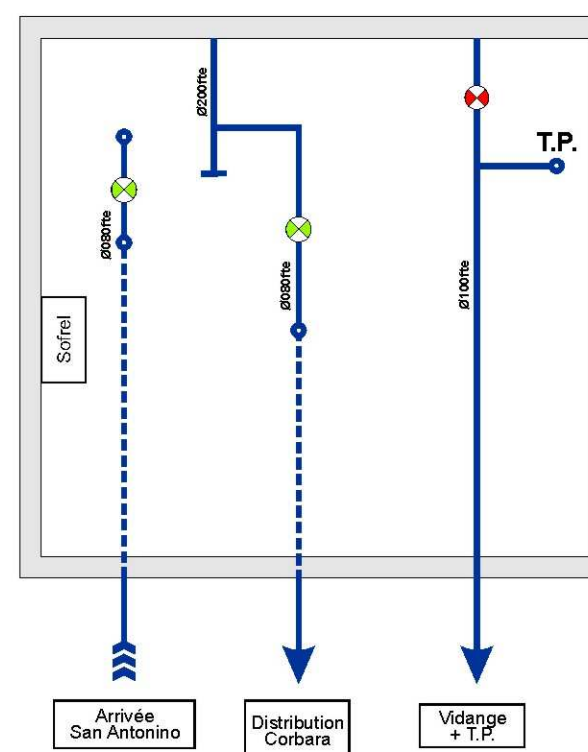 Ø200fte
T.P.
Ø080fte
Ø080fte
Ø100fte
Sofrel
Arrivée
San Antonino
Distribution
Corbara
Vidange
+ T.P.